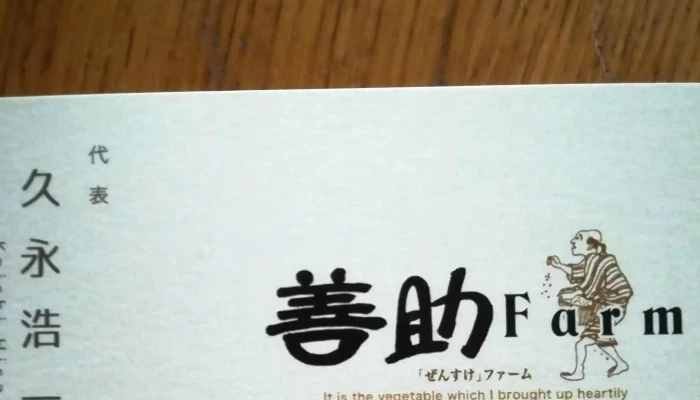 代表
久永浩
善助Farm
「ぜんすけ」ファーム
It is the vegetable which I brought up heartily